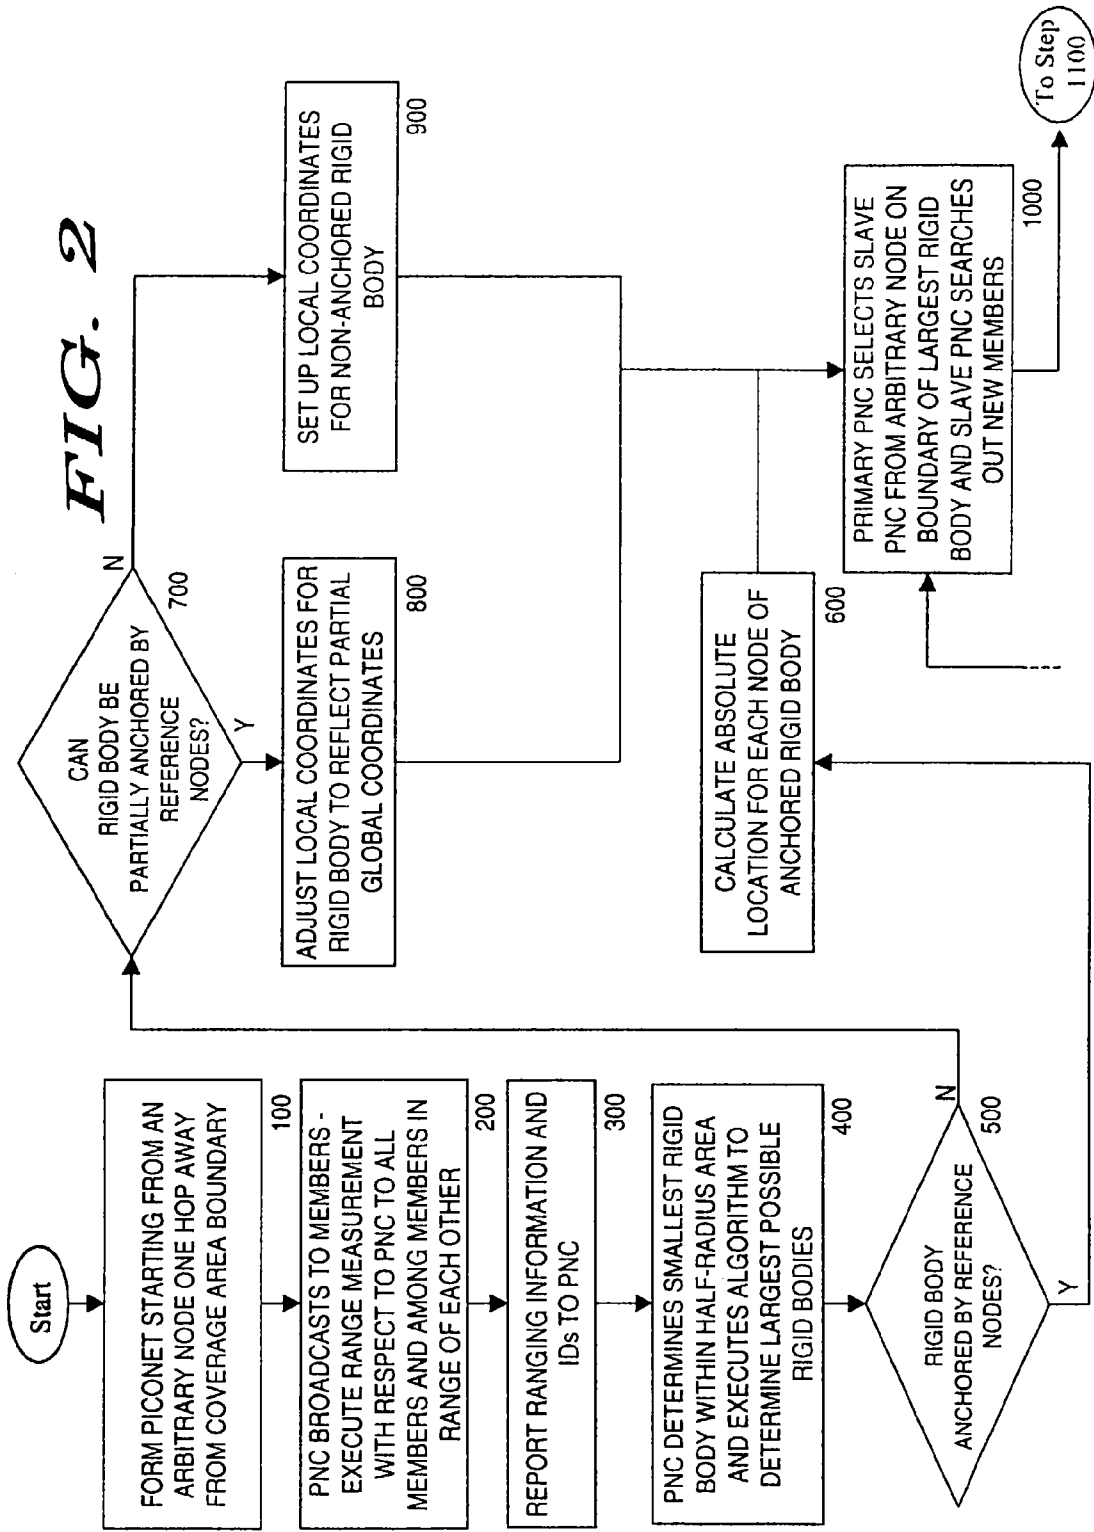 FIG. 2
Start
FORM PICONET STARTING FROM AN
ARBITRARY NODE ONE HOP AWAY
FROM COVERAGE AREA BOUNDARY
100
PNC BROADCASTS TO MEMBERS -
EXECUTE RANGE MEASUREMENT
WITH RESPECT TO PNC TO ALL
MEMBERS AND AMONG MEMBERS IN
RANGE OF EACH OTHER
200
REPORT RANGING INFORMATION AND
IDs TO PNC
300
PNC DETERMINES SMALLEST RIGID
BODY WITHIN HALF-RADIUS AREA
AND EXECUTES ALGORITHM TO
DETERMINE LARGEST POSSIBLE
RIGID BODIES
400
RIGID BODY
ANCHORED BY REFERENCE
NODES?
N
500
Y
CAN
RIGID BODY BE
PARTIALLY ANCHORED BY
REFERENCE
NODES?
N
700
Y
ADJUST LOCAL COORDINATES FOR
RIGID BODY TO REFLECT PARTIAL
GLOBAL COORDINATES
800
SET UP LOCAL COORDINATES
FOR NON-ANCHORED RIGID
BODY
900
CALCULATE ABSOLUTE
LOCATION FOR EACH NODE OF
ANCHORED RIGID BODY
600
PRIMARY PNC SELECTS SLAVE
PNC FROM ARBITRARY NODE ON
BOUNDARY OF LARGEST RIGID
BODY AND SLAVE PNC SEARCHES
OUT NEW MEMBERS
1000
To Step
1100